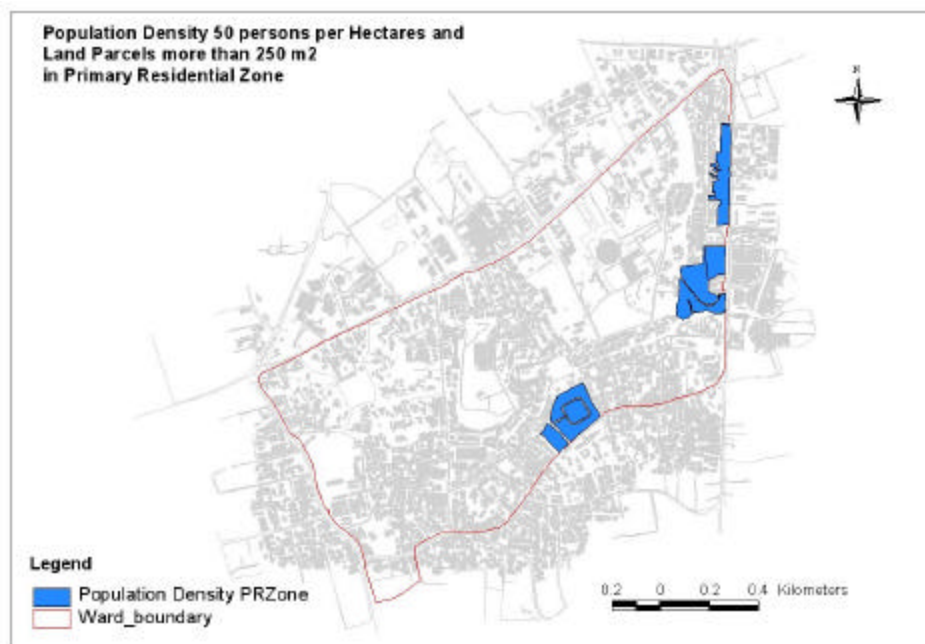 Population Density 50 persons per Hectares and
Land Parcels more than 250 m2
in Primary Residential Zone
N
Legend
Population Density PRZone
Ward_boundary
0.2 0 0.2 0.4 Kilometers